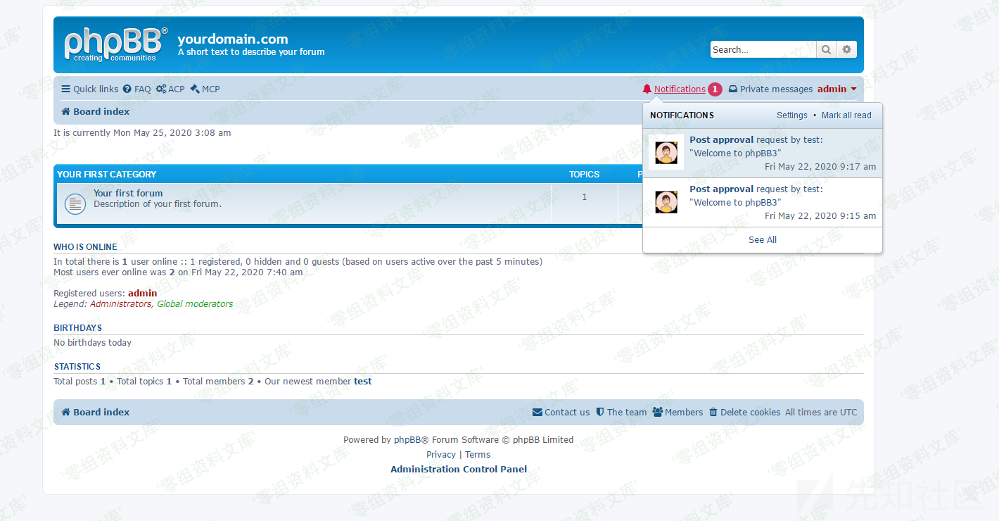 phpBB®
creating communities
yourdomain.com
A short text to describe your forum
Search…
Quick links FAQ ACP MCP
Notifications 1 Private messages admin
Board index
It is currently Mon May 25, 2020 3:08 am
NOTIFICATIONS Settings • Mark all read
Post approval request by test:
"Welcome to phpBB3"
Fri May 22, 2020 9:17 am
Post approval request by test:
"Welcome to phpBB3"
Fri May 22, 2020 9:15 am
See All
YOUR FIRST CATEGORY TOPICS P
Your first forum 1
Description of your first forum.
WHO IS ONLINE
In total there is 1 user online :: 1 registered, 0 hidden and 0 guests (based on users active over the past 5 minutes)
Most users ever online was 2 on Fri May 22, 2020 7:40 am
Registered users: admin
Legend: Administrators, Global moderators
BIRTHDAYS
No birthdays today
STATISTICS
Total posts 1 • Total topics 1 • Total members 2 • Our newest member test
Board index Contact us The team Members Delete cookies All times are UTC
Powered by phpBB® Forum Software © phpBB Limited
Privacy | Terms
Administration Control Panel
'零组资料文库'
先知社区